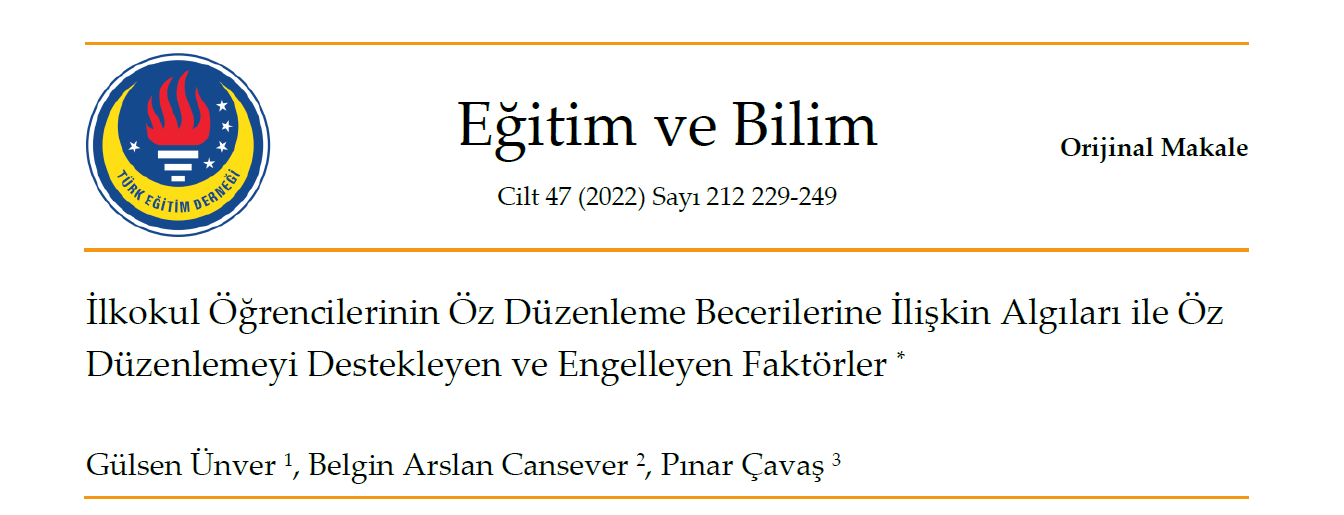 TÜRK EĞİTİM DERNEĞİ
Eğitim ve Bilim
Cilt 47 (2022) Sayı 212 229-249
Orijinal Makale
İlkokul Öğrencilerinin Öz Düzenleme Becerilerine İlişkin Algıları ile Öz
Düzenlemeyi Destekleyen ve Engelleyen Faktörler *
Gülsen Ünver 1, Belgin Arslan Cansever 2, Pınar Çavaş 3